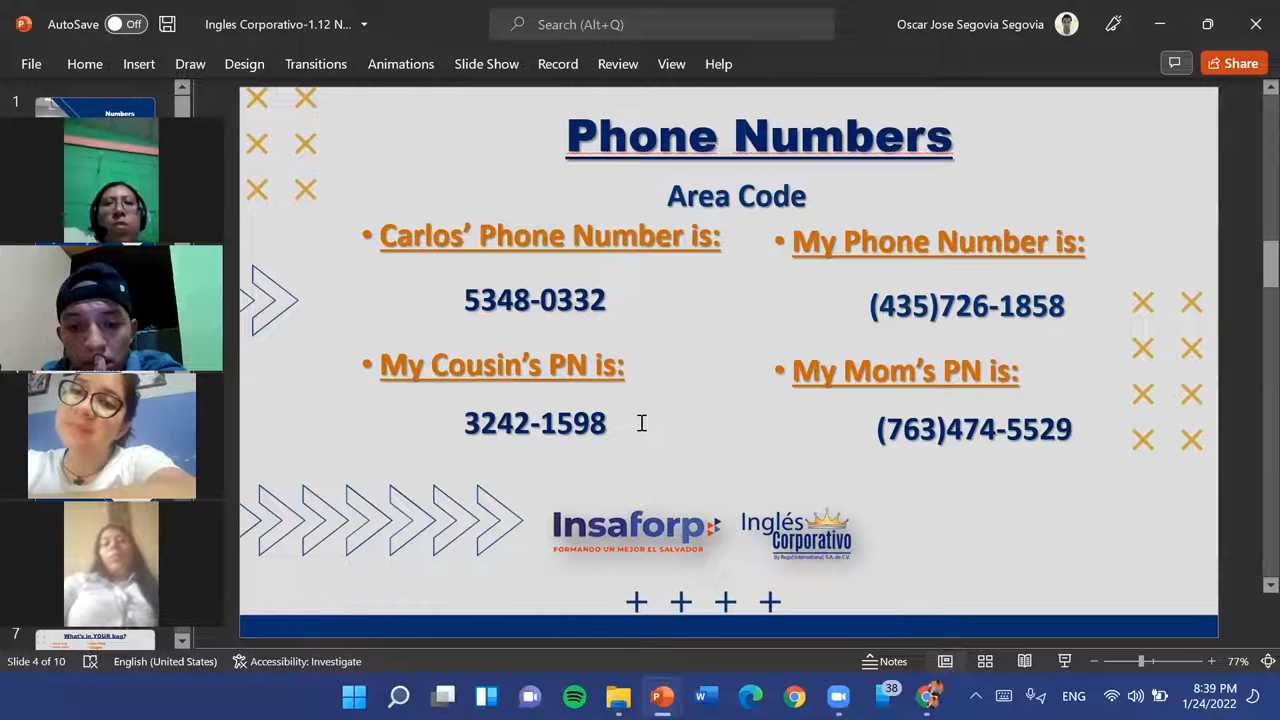 AutoSave Off Ingles Corporativo-1.12 N... Search (Alt+Q) Oscar Jose Segovia Segovia
File Home Insert Draw Design Transitions Animations Slide Show Record Review View Help Share
1
Numbers
Phone Numbers
Area Code
• Carlos’ Phone Number is:
5348-0332
• My Cousin’s PN is:
3242-1598
• My Phone Number is:
(435)726-1858
• My Mom’s PN is:
(763)474-5529
Insaforp
FORMANDO UN MEJOR EL SALVADOR
Inglés
Corporativo
By Regal International, S.A. de C.V.
7
What's in YOUR bag?
Slide 4 of 10 English (United States) Accessibility: Investigate Notes 77%
38
ENG
8:39 PM
1/24/2022